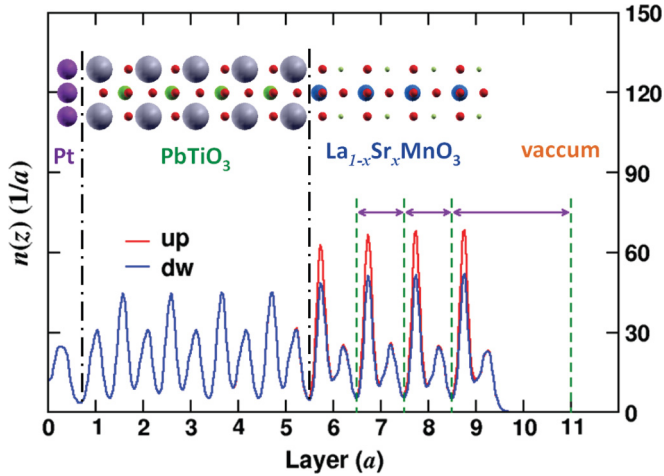 150
120
90
60
30
0
n(z) (1/a)
Pt
PbTiO3
La1-xSrxMnO3
vaccum
up
dw
0 1 2 3 4 5 6 7 8 9 10 11 12
Layer (a)